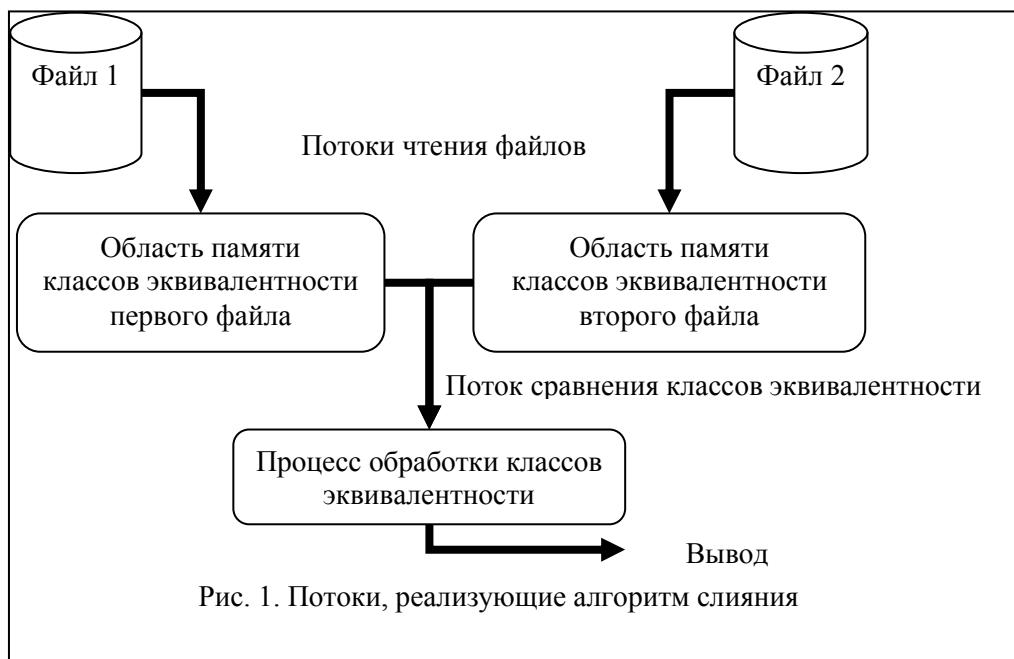 Файл 1
Файл 2
Потоки чтения файлов
Область памяти
классов эквивалентности
первого файла
Область памяти
классов эквивалентности
второго файла
Поток сравнения классов эквивалентности
Процесс обработки классов
эквивалентности
Вывод
Рис. 1. Потоки, реализующие алгоритм слияния